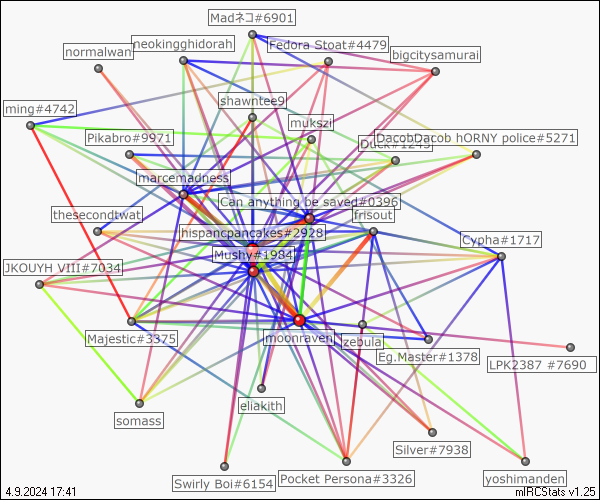 Madネコ#6901
neokingghidorah
Fedora Stoat#4479
normalwan
bigcitysamurai
shawntee9
ming#4742
mukszi
Pikabro#9971
DacobDacob hORNY police#5271
marcemadness
Can anything be saved#0396
thesecondtwat
frisout
hispancpancakes#2928
Cypha#1717
Mushy#1984
JKOUYH VIII#7034
Majestic#3375
moonraven
zebula
Eg.Master#1378
LPK2387 #7690
eliakith
somass
Silver#7938
Swirly Boi#6154
Pocket Persona#3326
yoshimanden
4.9.2024 17:41
mIRCStats v1.25